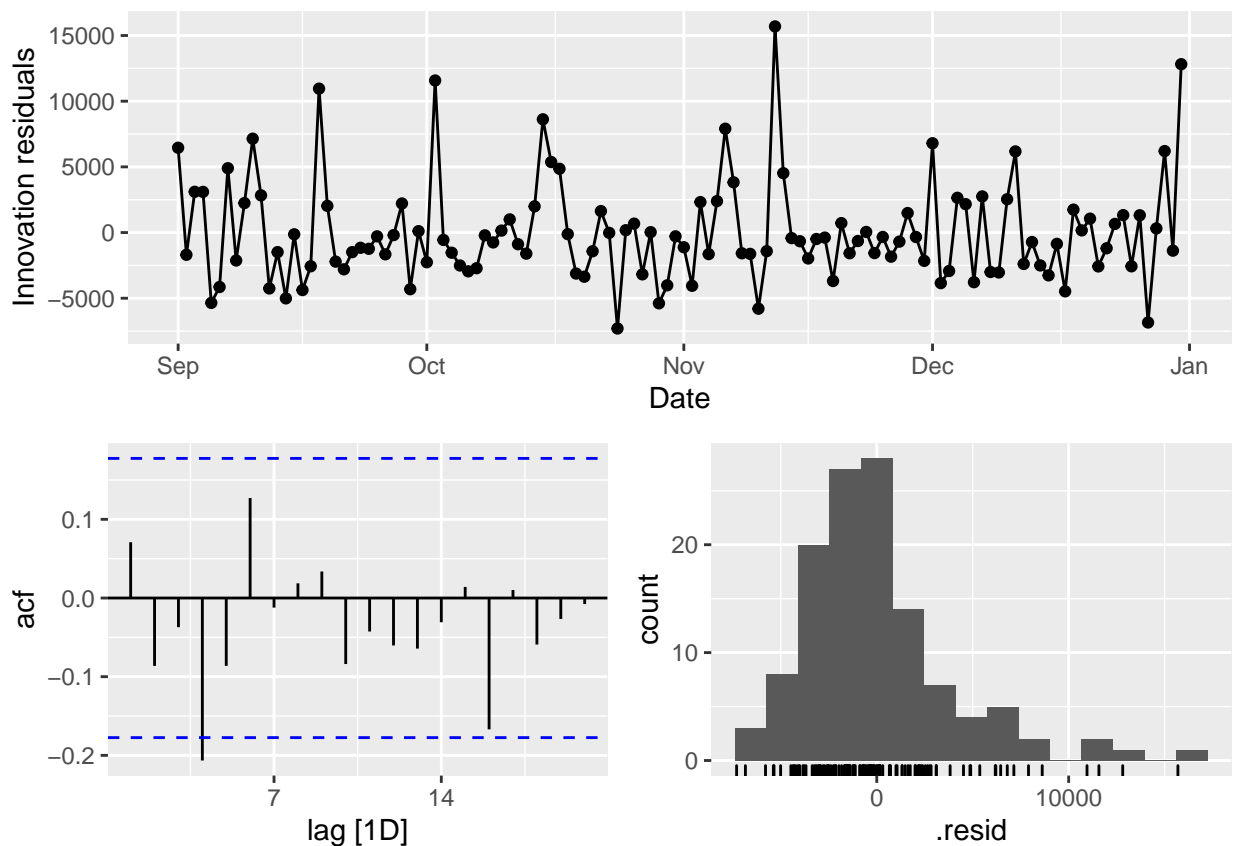 15000
10000
5000
0
−5000
Innovation residuals
Sep
Oct
Nov
Dec
Jan
Date
0.1
0.0
−0.1
−0.2
acf
7
14
lag [1D]
20
10
0
count
0
10000
.resid